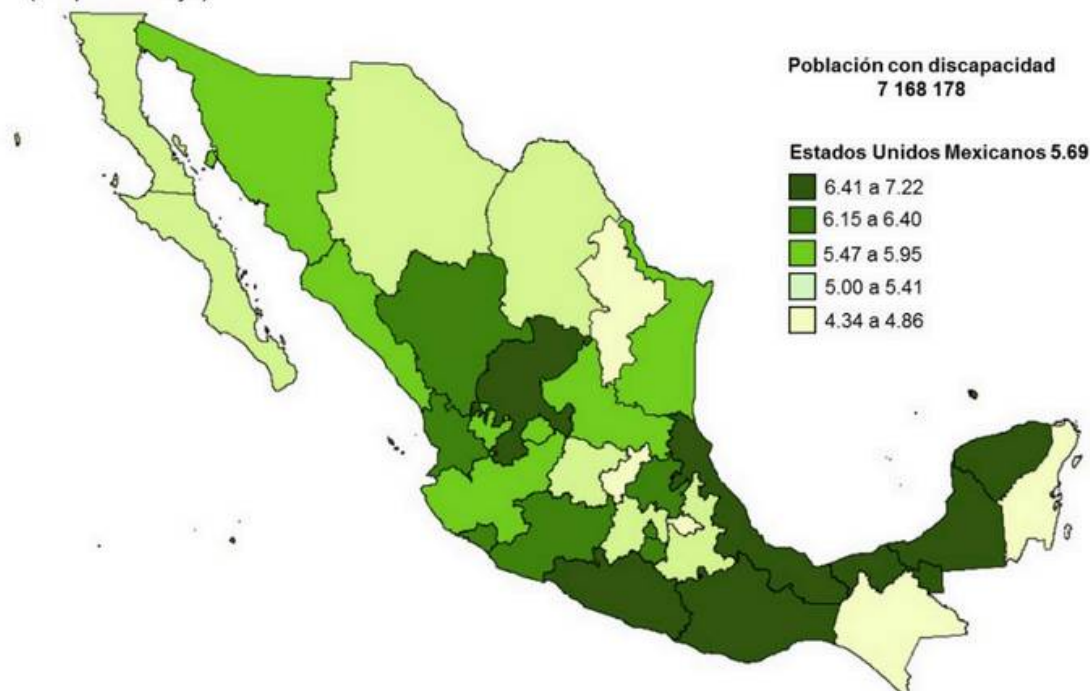 Población con discapacidad
7 168 178
Estados Unidos Mexicanos 5.69
6.41 a 7.22
6.15 a 6.40
5.47 a 5.95
5.00 a 5.41
4.34 a 4.86